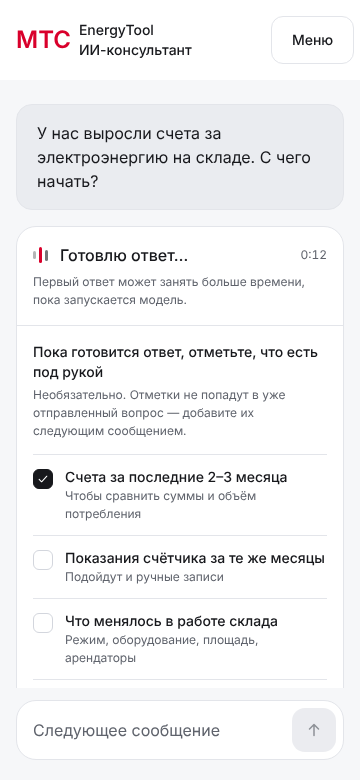 МТС
EnergyTool
ИИ-консультант
Меню
У нас выросли счета за
электроэнергию на складе. С чего
начать?
Готовлю ответ...
0:12
Первый ответ может занять больше времени,
пока запускается модель.
Пока готовится ответ, отметьте, что есть
под рукой
Необязательно. Отметки не попадут в уже
отправленный вопрос — добавьте их
следующим сообщением.
Счета за последние 2–3 месяца
Чтобы сравнить суммы и объём
потребления
Показания счётчика за те же месяцы
Подойдут и ручные записи
Что менялось в работе склада
Режим, оборудование, площадь,
арендаторы
Следующее сообщение